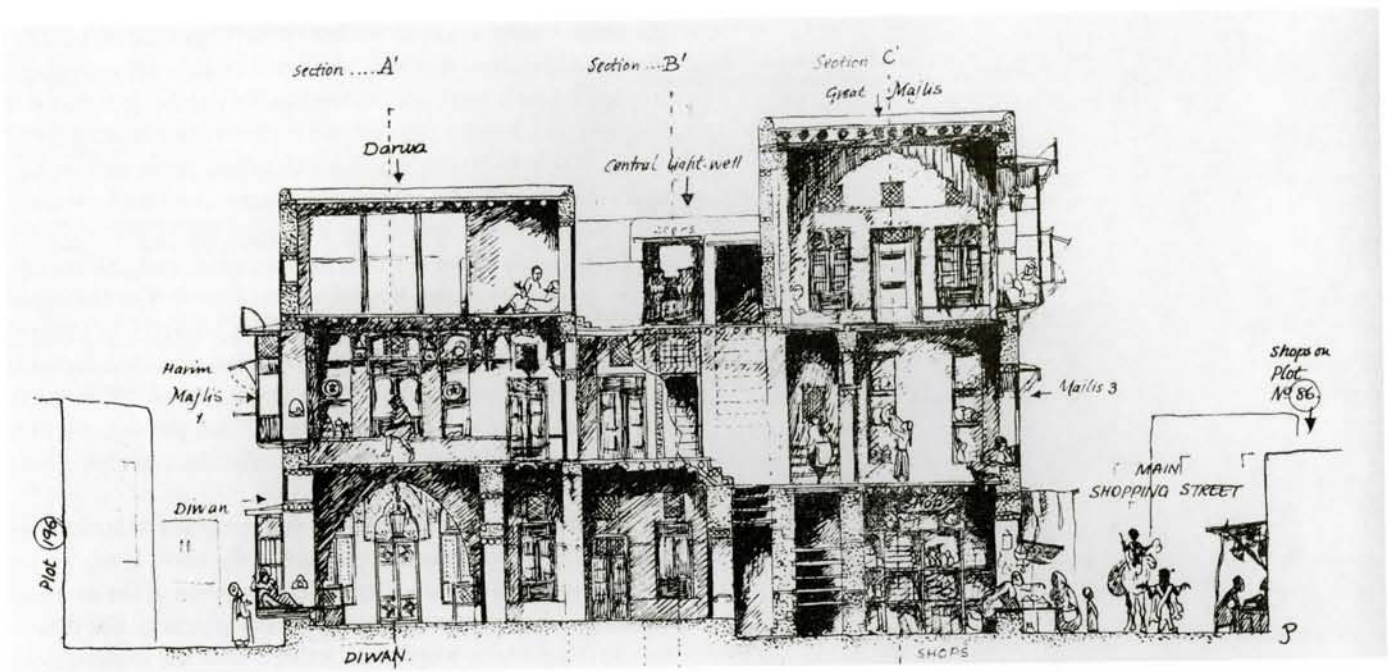 Section.....A'
Section...B'
Section C'
Great Majlis
Darwa
Central Light-well
Harim
Majlis
Diwan
Plot 196
DIWAN
SHOPS
SHOP
Majlis 3
MAIN
SHOPPING STREET
Shops on
Plot
Nº 86.